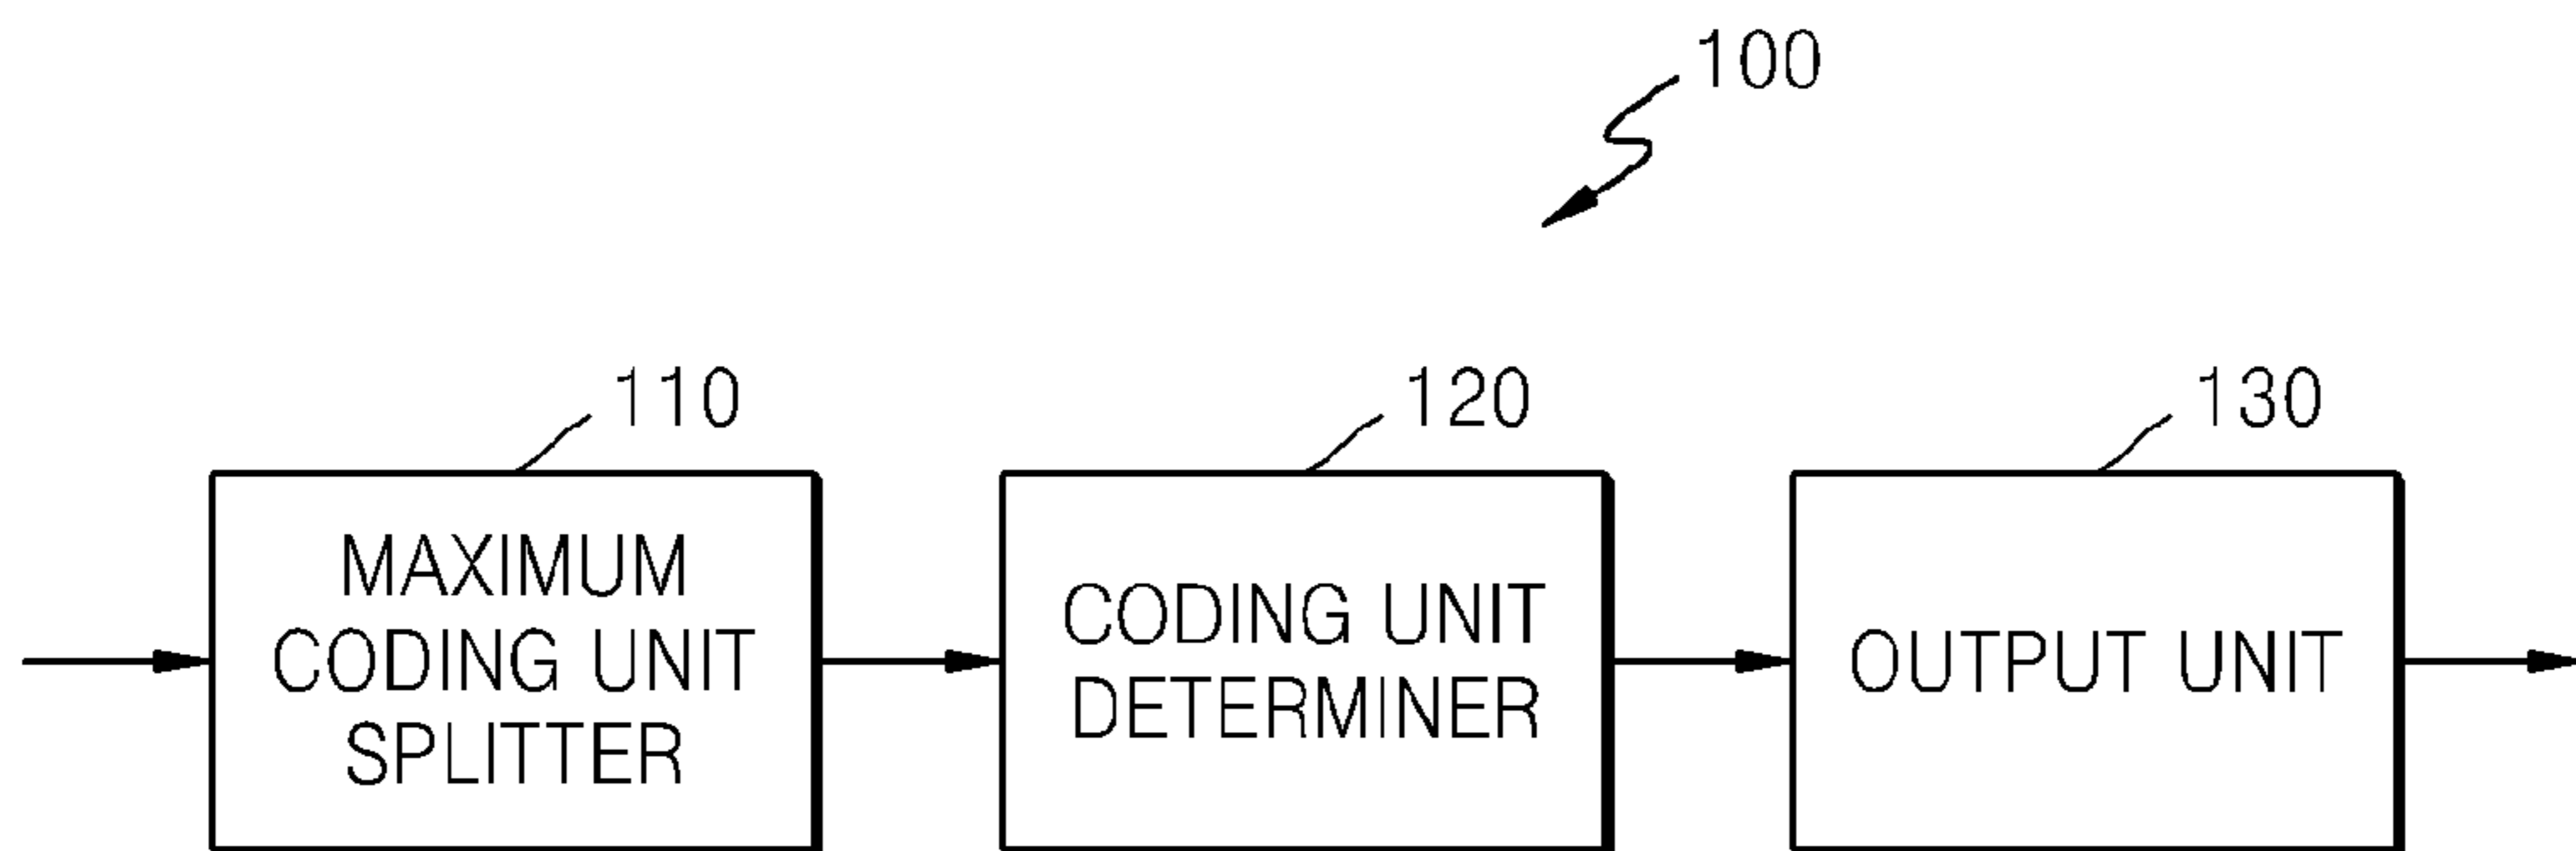 100
110
120
130
MAXIMUM
CODING UNIT
SPLITTER
CODING UNIT
DETERMINER
OUTPUT UNIT